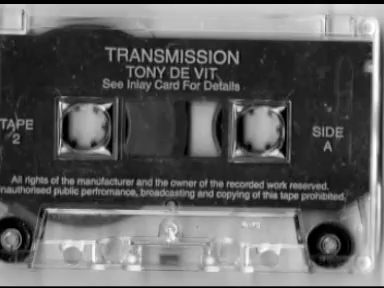 TRANSMISSION
TONY DE VIT
See Inlay Card For Details
TAPE
2
SIDE
A
All rights of the manufacturer and the owner of the recorded work reserved.
nauthorised public perfromance, broadcasting and copying of this tape prohibited.